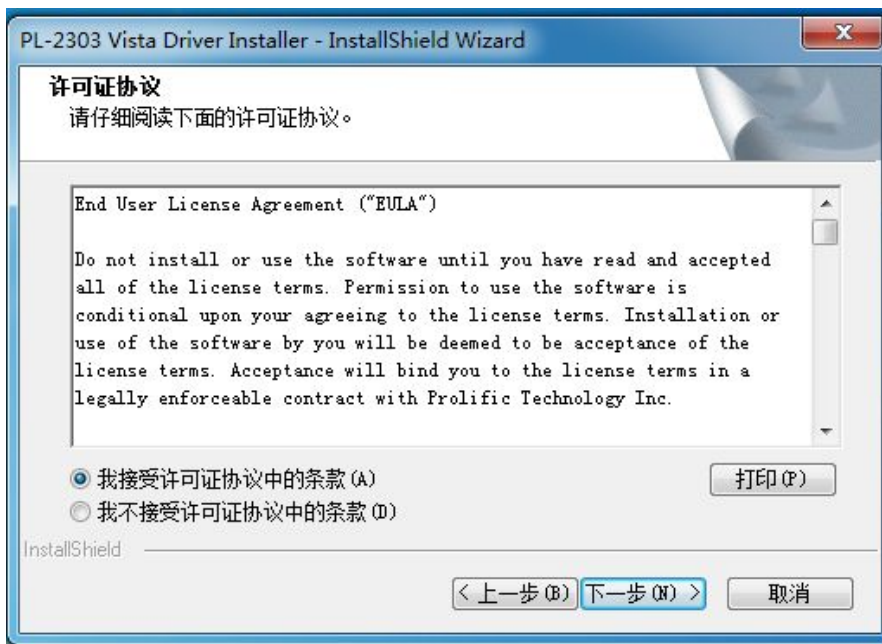 PL-2303 Vista Driver Installer - InstallShield Wizard
许可证协议
请仔细阅读下面的许可证协议。
End User License Agreement ("EULA")
Do not install or use the software until you have read and accepted
all of the license terms. Permission to use the software is
conditional upon your agreeing to the license terms. Installation or
use of the software by you will be deemed to be acceptance of the
license terms. Acceptance will bind you to the license terms in a
legally enforceable contract with Prolific Technology Inc.
我接受许可证协议中的条款(A)
打印(P)
我不接受许可证协议中的条款(D)
InstallShield
< 上一步(B)
下一步(N) >
取消